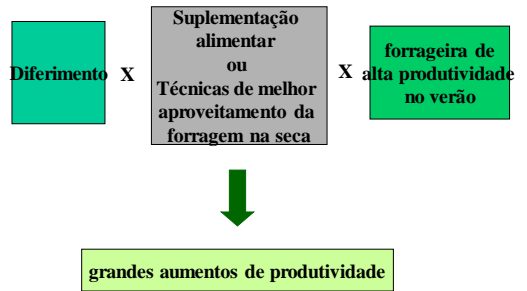 Diferimento
X
Suplementação
alimentar
ou
Técnicas de melhor
aproveitamento da
forragem na seca
X
forrageira de
alta produtividade
no verão
grandes aumentos de produtividade